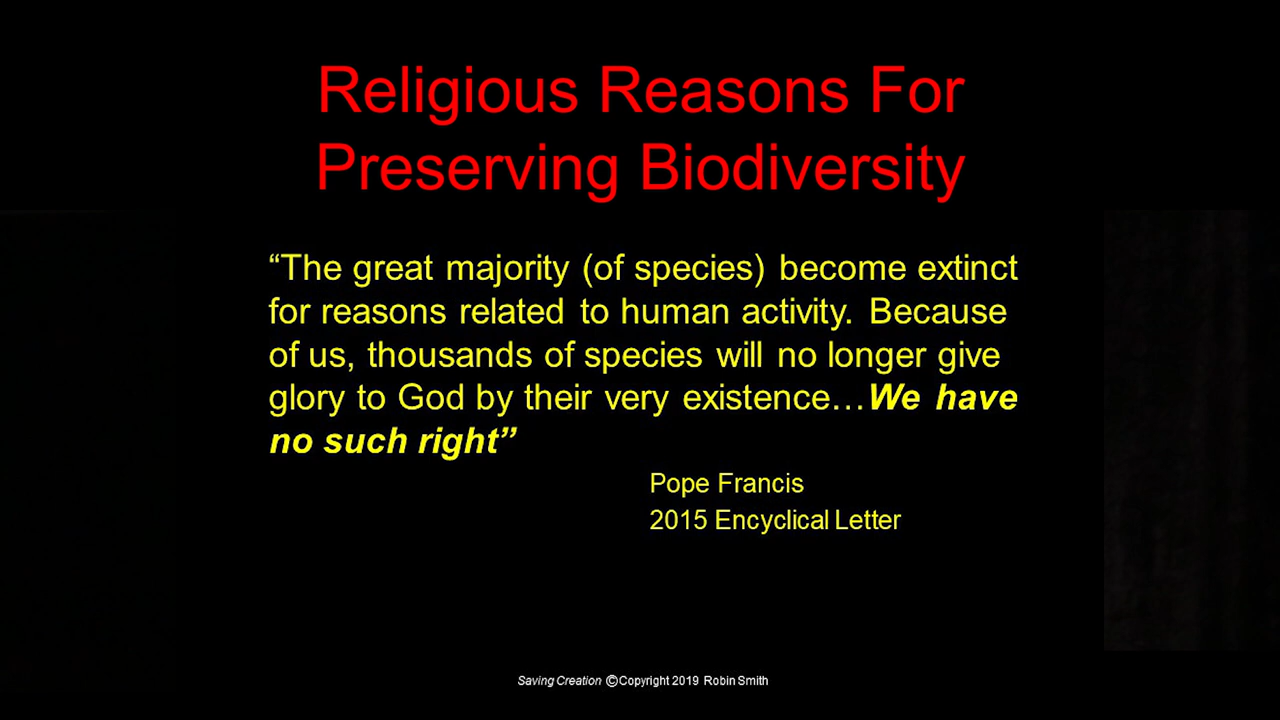 Religious Reasons For
Preserving Biodiversity
“The great majority (of species) become extinct
for reasons related to human activity. Because
of us, thousands of species will no longer give
glory to God by their very existence…We have
no such right”
Pope Francis
2015 Encyclical Letter
Saving Creation ©Copyright 2019 Robin Smith